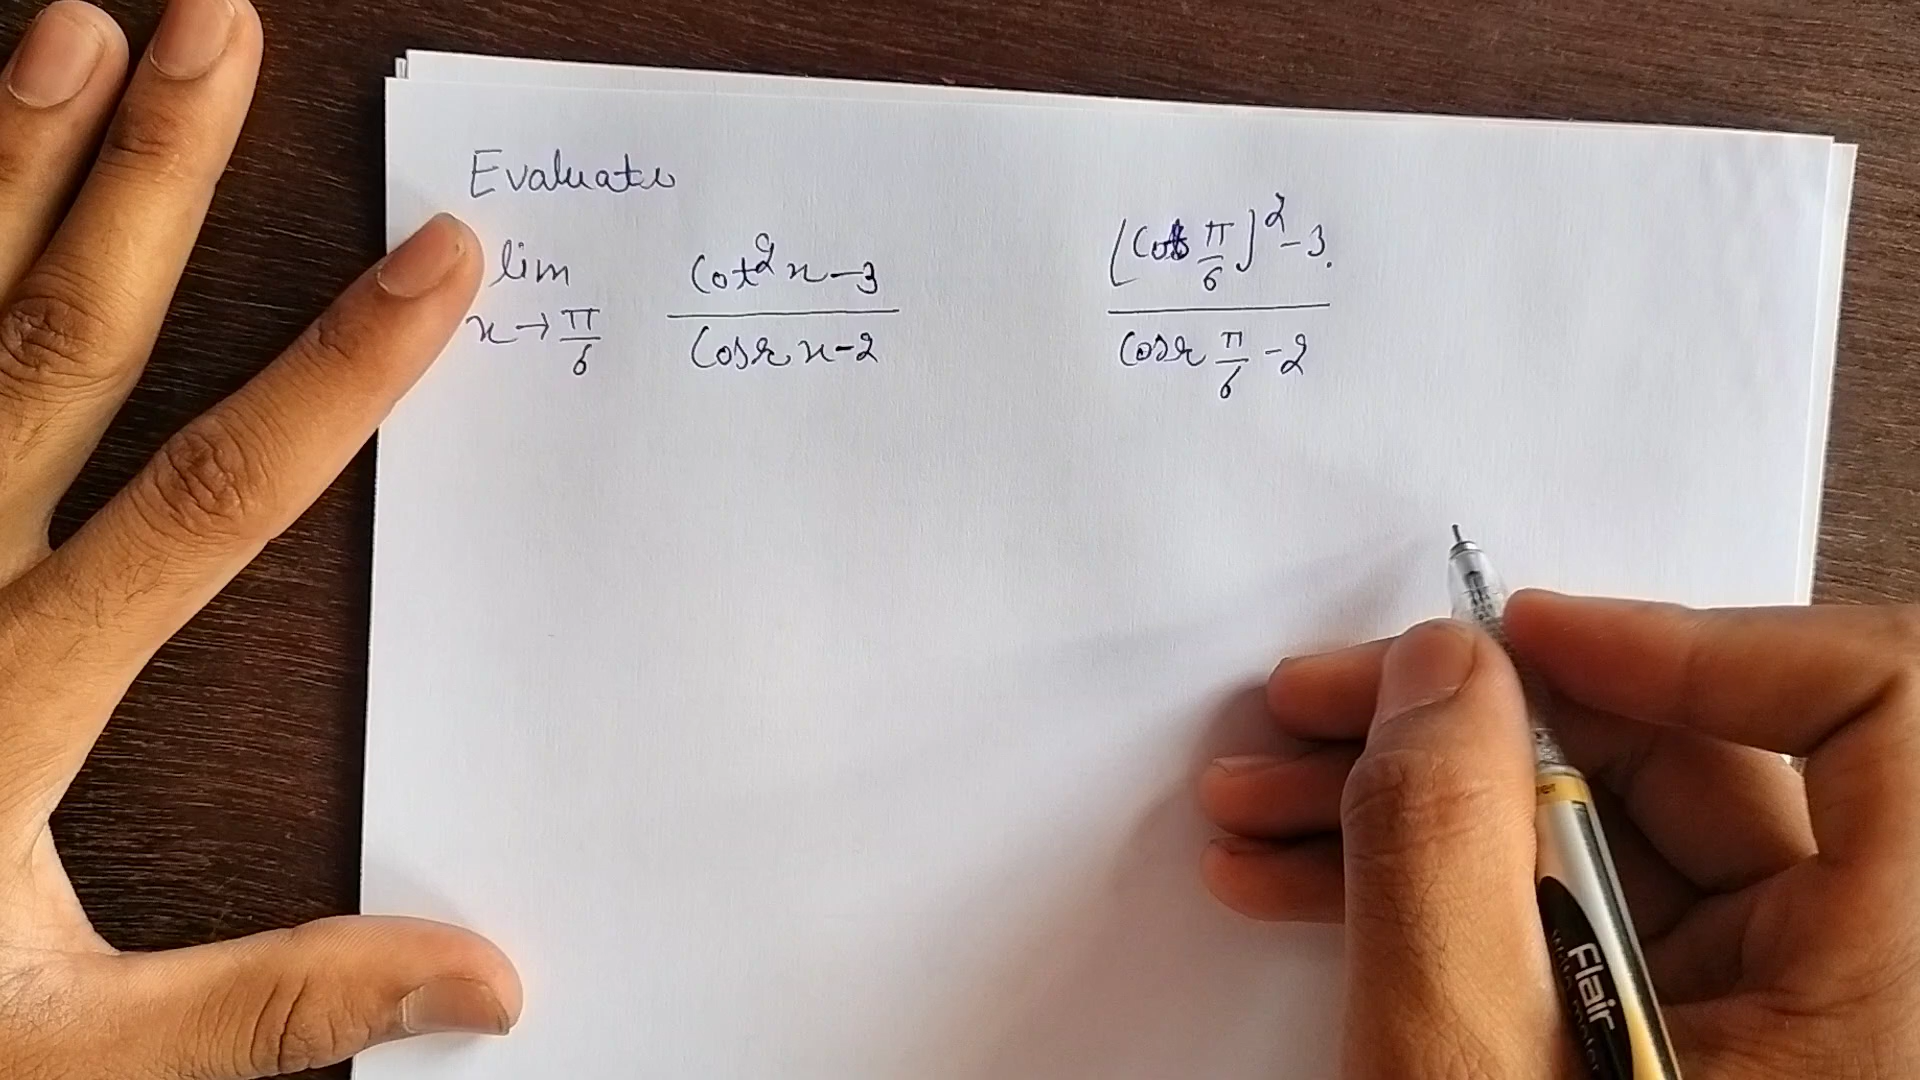 Evaluate
lim x→π/6 (cot²x-3)/(Cosec x-2)
([Cot π/6]²-3.)/(Cosec π/6 -2)
Flair